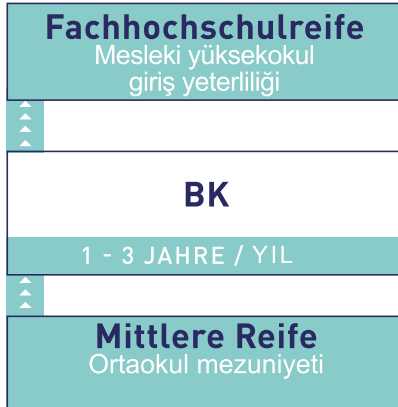 Fachhochschulreife
Mesleki yüksekokul
giriş yeterliliği
BK
1 - 3 JAHRE / YIL
Mittlere Reife
Ortaokul mezuniyeti